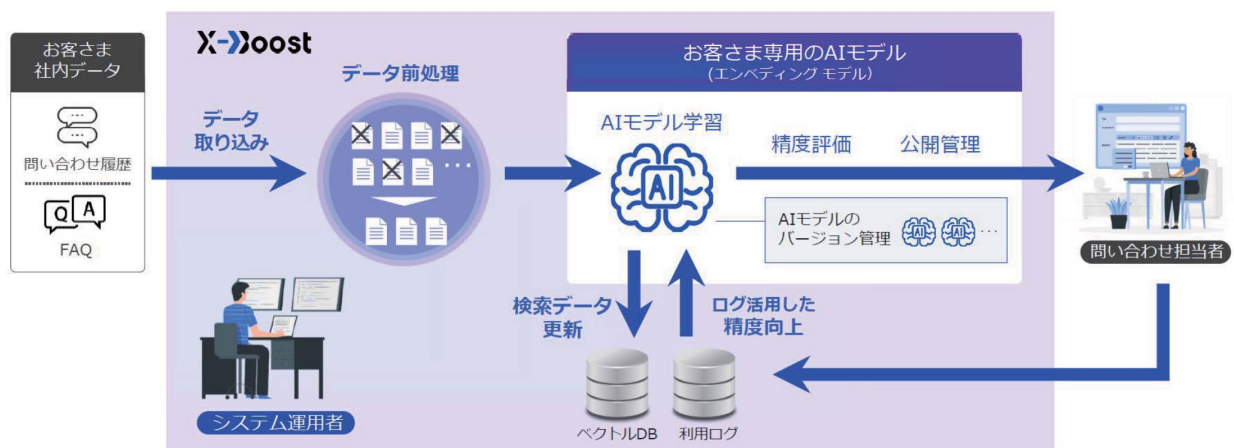 お客さま
社内データ
問い合わせ履歴
Q A
FAQ
X-Boost
データ
取り込み
データ前処理
…
お客さま専用のAIモデル
(エンベディング モデル)
AIモデル学習
AI
精度評価
公開管理
AIモデルの
バージョン管理
AI AI …
問い合わせ担当者
検索データ
更新
ログ活用した
精度向上
ベクトルDB
利用ログ
システム運用者